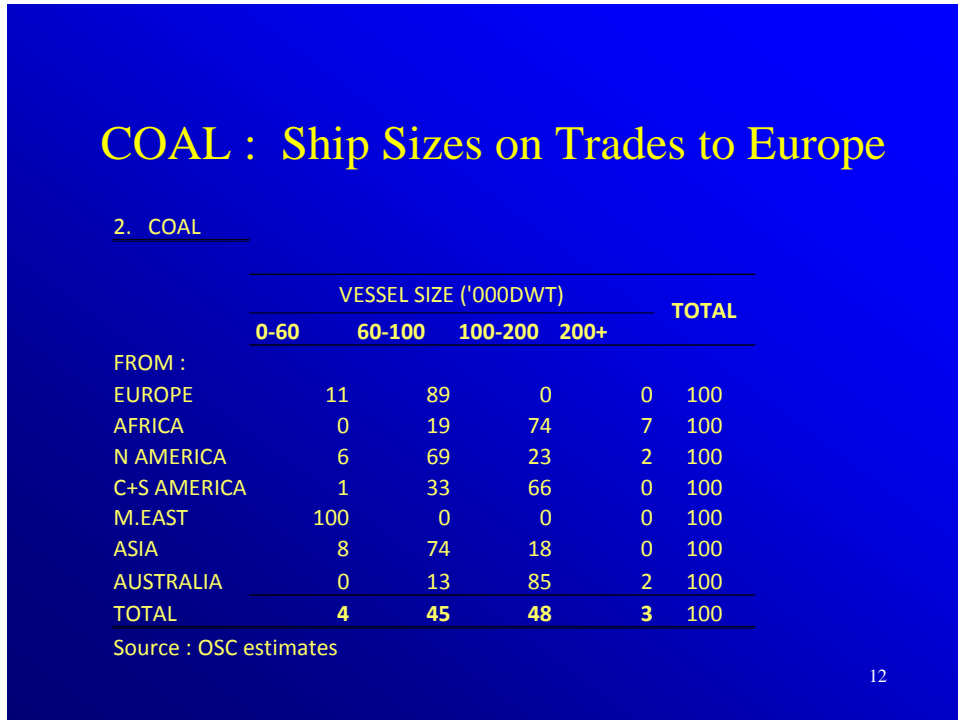 COAL : Ship Sizes on Trades to Europe
2. COAL
VESSEL SIZE ('000DWT) TOTAL
0-60 60-100 100-200 200+
FROM :
EUROPE 11 89 0 0 100
AFRICA 0 19 74 7 100
N AMERICA 6 69 23 2 100
C+S AMERICA 1 33 66 0 100
M.EAST 100 0 0 0 100
ASIA 8 74 18 0 100
AUSTRALIA 0 13 85 2 100
TOTAL 4 45 48 3 100
Source : OSC estimates
12